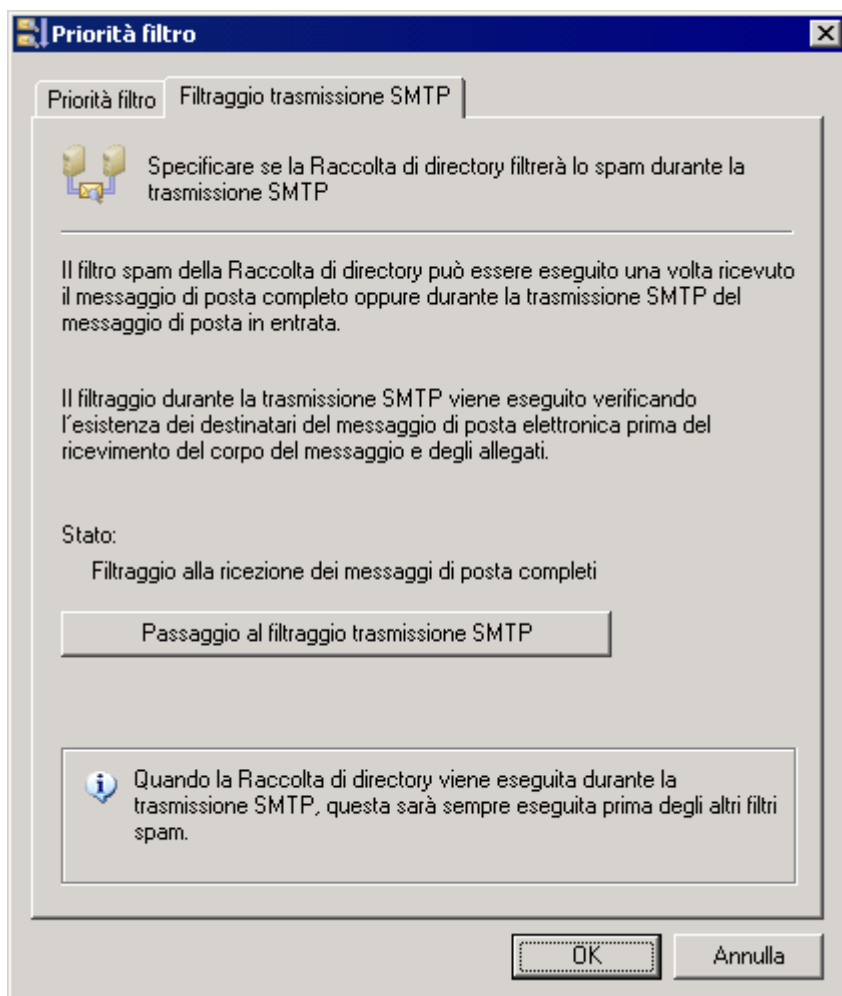 Priorità filtro
Priorità filtro
Filtraggio trasmissione SMTP
Specificare se la Raccolta di directory filtrerà lo spam durante la
trasmissione SMTP
Il filtro spam della Raccolta di directory può essere eseguito una volta ricevuto
il messaggio di posta completo oppure durante la trasmissione SMTP del
messaggio di posta in entrata.
Il filtraggio durante la trasmissione SMTP viene eseguito verificando
l'esistenza dei destinatari del messaggio di posta elettronica prima del
ricevimento del corpo del messaggio e degli allegati.
Stato:
Filtraggio alla ricezione dei messaggi di posta completi
Passaggio al filtraggio trasmissione SMTP
Quando la Raccolta di directory viene eseguita durante la
trasmissione SMTP, questa sarà sempre eseguita prima degli altri filtri
spam.
OK
Annulla